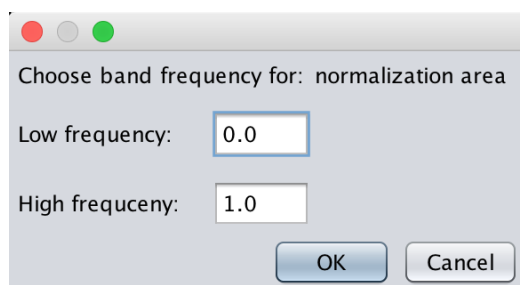 Choose band frequency for: normalization area
Low frequency: 0.0
High frequceny: 1.0
OK Cancel